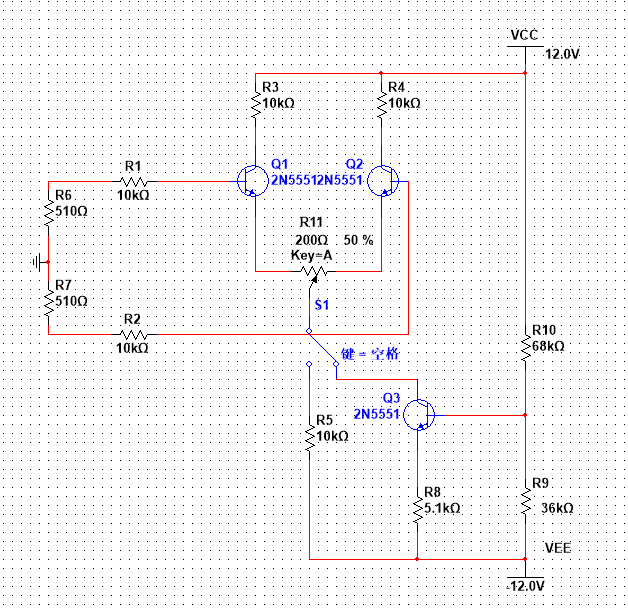 VCC
12.0V
R3
10kΩ
R4
10kΩ
Q1
2N5551
Q2
2N5551
R1
10kΩ
R6
510Ω
R11
200Ω
50 %
Key=A
R7
510Ω
S1
R2
10kΩ
键 = 空格
R10
68kΩ
Q3
2N5551
R5
10kΩ
R8
5.1kΩ
R9
36kΩ
VEE
-12.0V